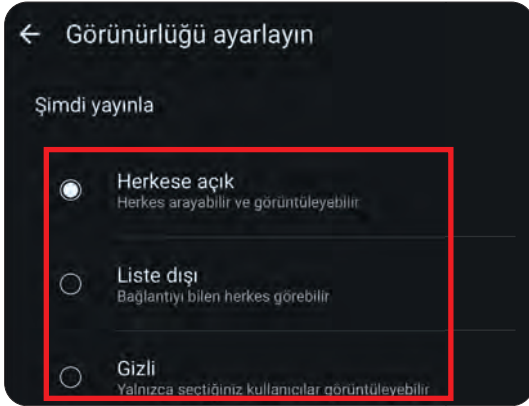 Görünürlüğü ayarlayın
Şimdi yayınla
Herkese açık
Herkes arayabilir ve görüntüleyebilir
Liste dışı
Bağlantıyı bilen herkes görebilir
Gizli
Yalnızca seçtiğiniz kullanıcılar görüntüleyebilir